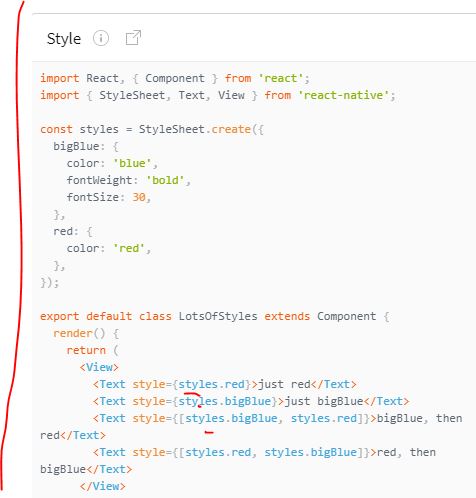 Style
import React, { Component } from 'react';
import { StyleSheet, Text, View } from 'react-native';
const styles = StyleSheet.create({
bigBlue: {
color: 'blue',
fontWeight: 'bold',
fontSize: 30,
},
red: {
color: 'red',
},
});
export default class LotsOfStyles extends Component {
render() {
return (
<View>
<Text style={styles.red}>just red</Text>
<Text style={styles.bigBlue}>just bigBlue</Text>
<Text style={[styles.bigBlue, styles.red]}>bigBlue, then
red</Text>
<Text style={[styles.red, styles.bigBlue]}>red, then
bigBlue</Text>
</View>